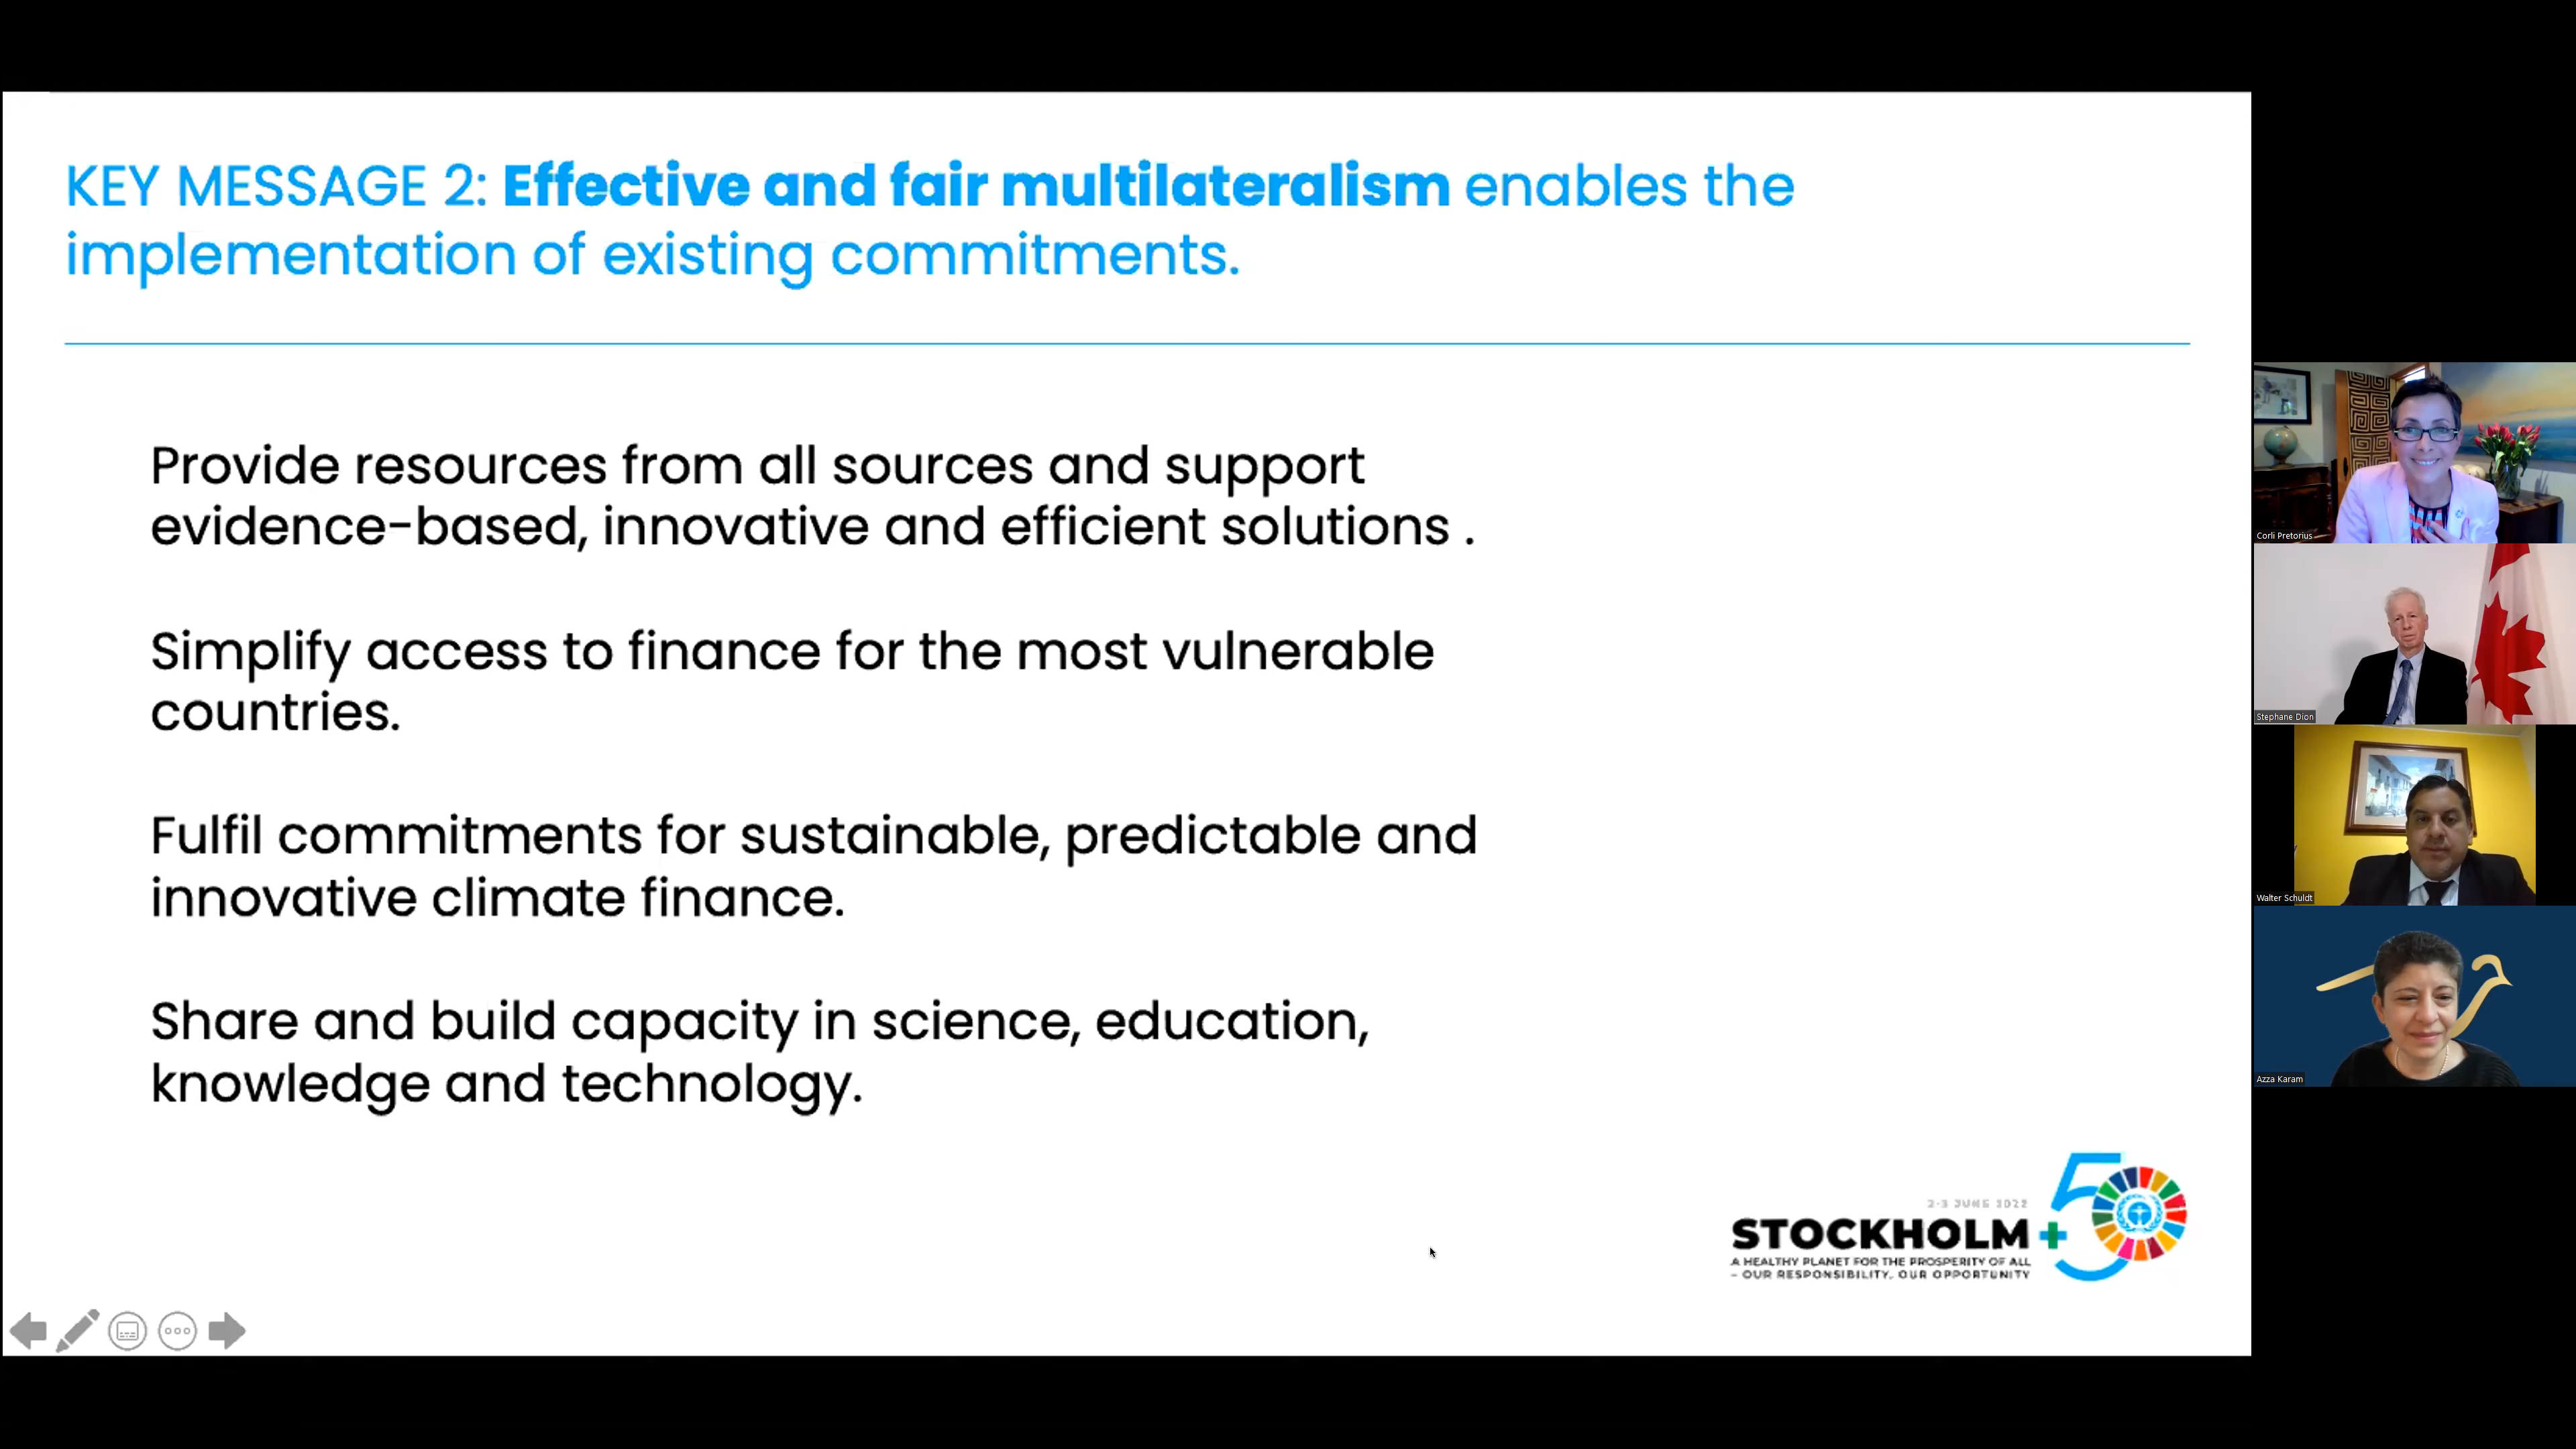 KEY MESSAGE 2: Effective and fair multilateralism enables the
implementation of existing commitments.
Provide resources from all sources and support
evidence-based, innovative and efficient solutions .
Simplify access to finance for the most vulnerable
countries.
Fulfil commitments for sustainable, predictable and
innovative climate finance.
Share and build capacity in science, education,
knowledge and technology.
2-3 JUNE 2022
STOCKHOLM +50
A HEALTHY PLANET FOR THE PROSPERITY OF ALL
– OUR RESPONSIBILITY, OUR OPPORTUNITY
Corli Pretorius
Stephane Dion
Walter Schuldt
Azza Karam